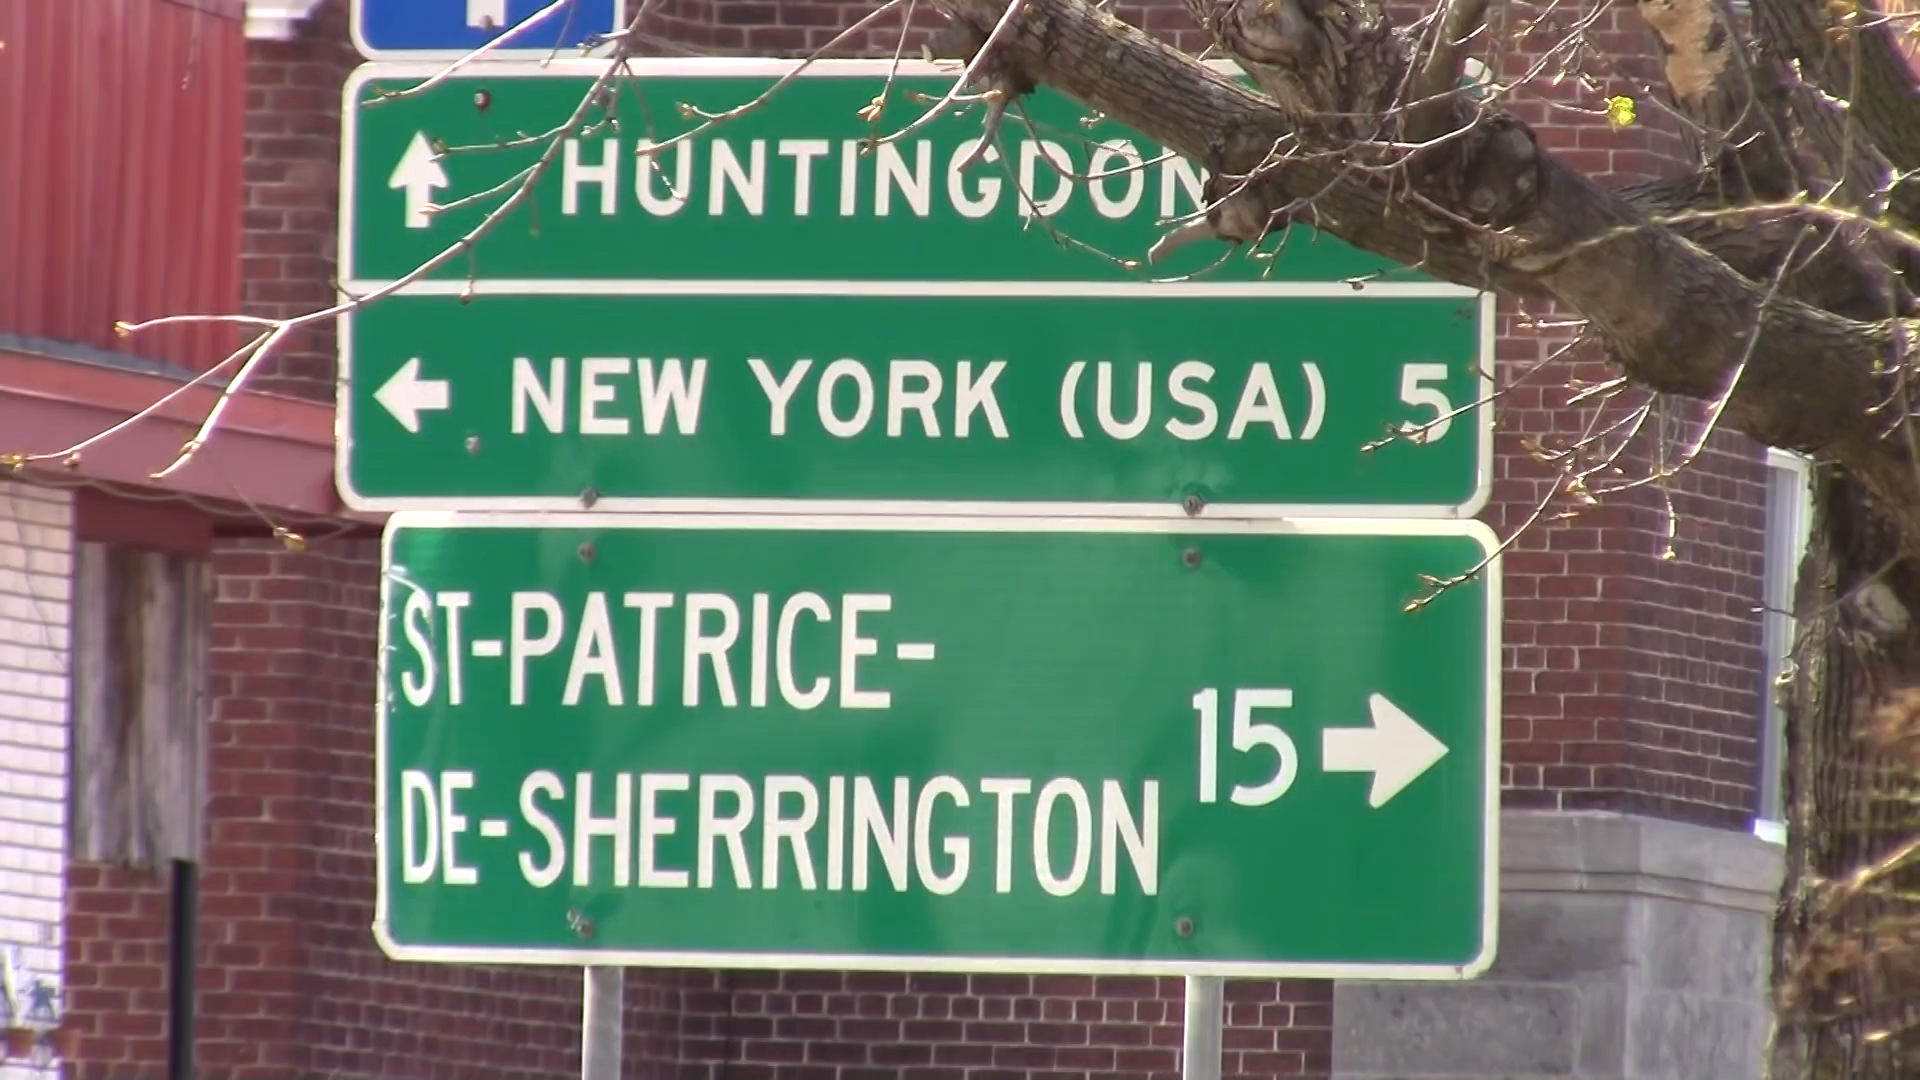 HUNTINGDON
NEW YORK (USA) 5
ST-PATRICE-
DE-SHERRINGTON
15